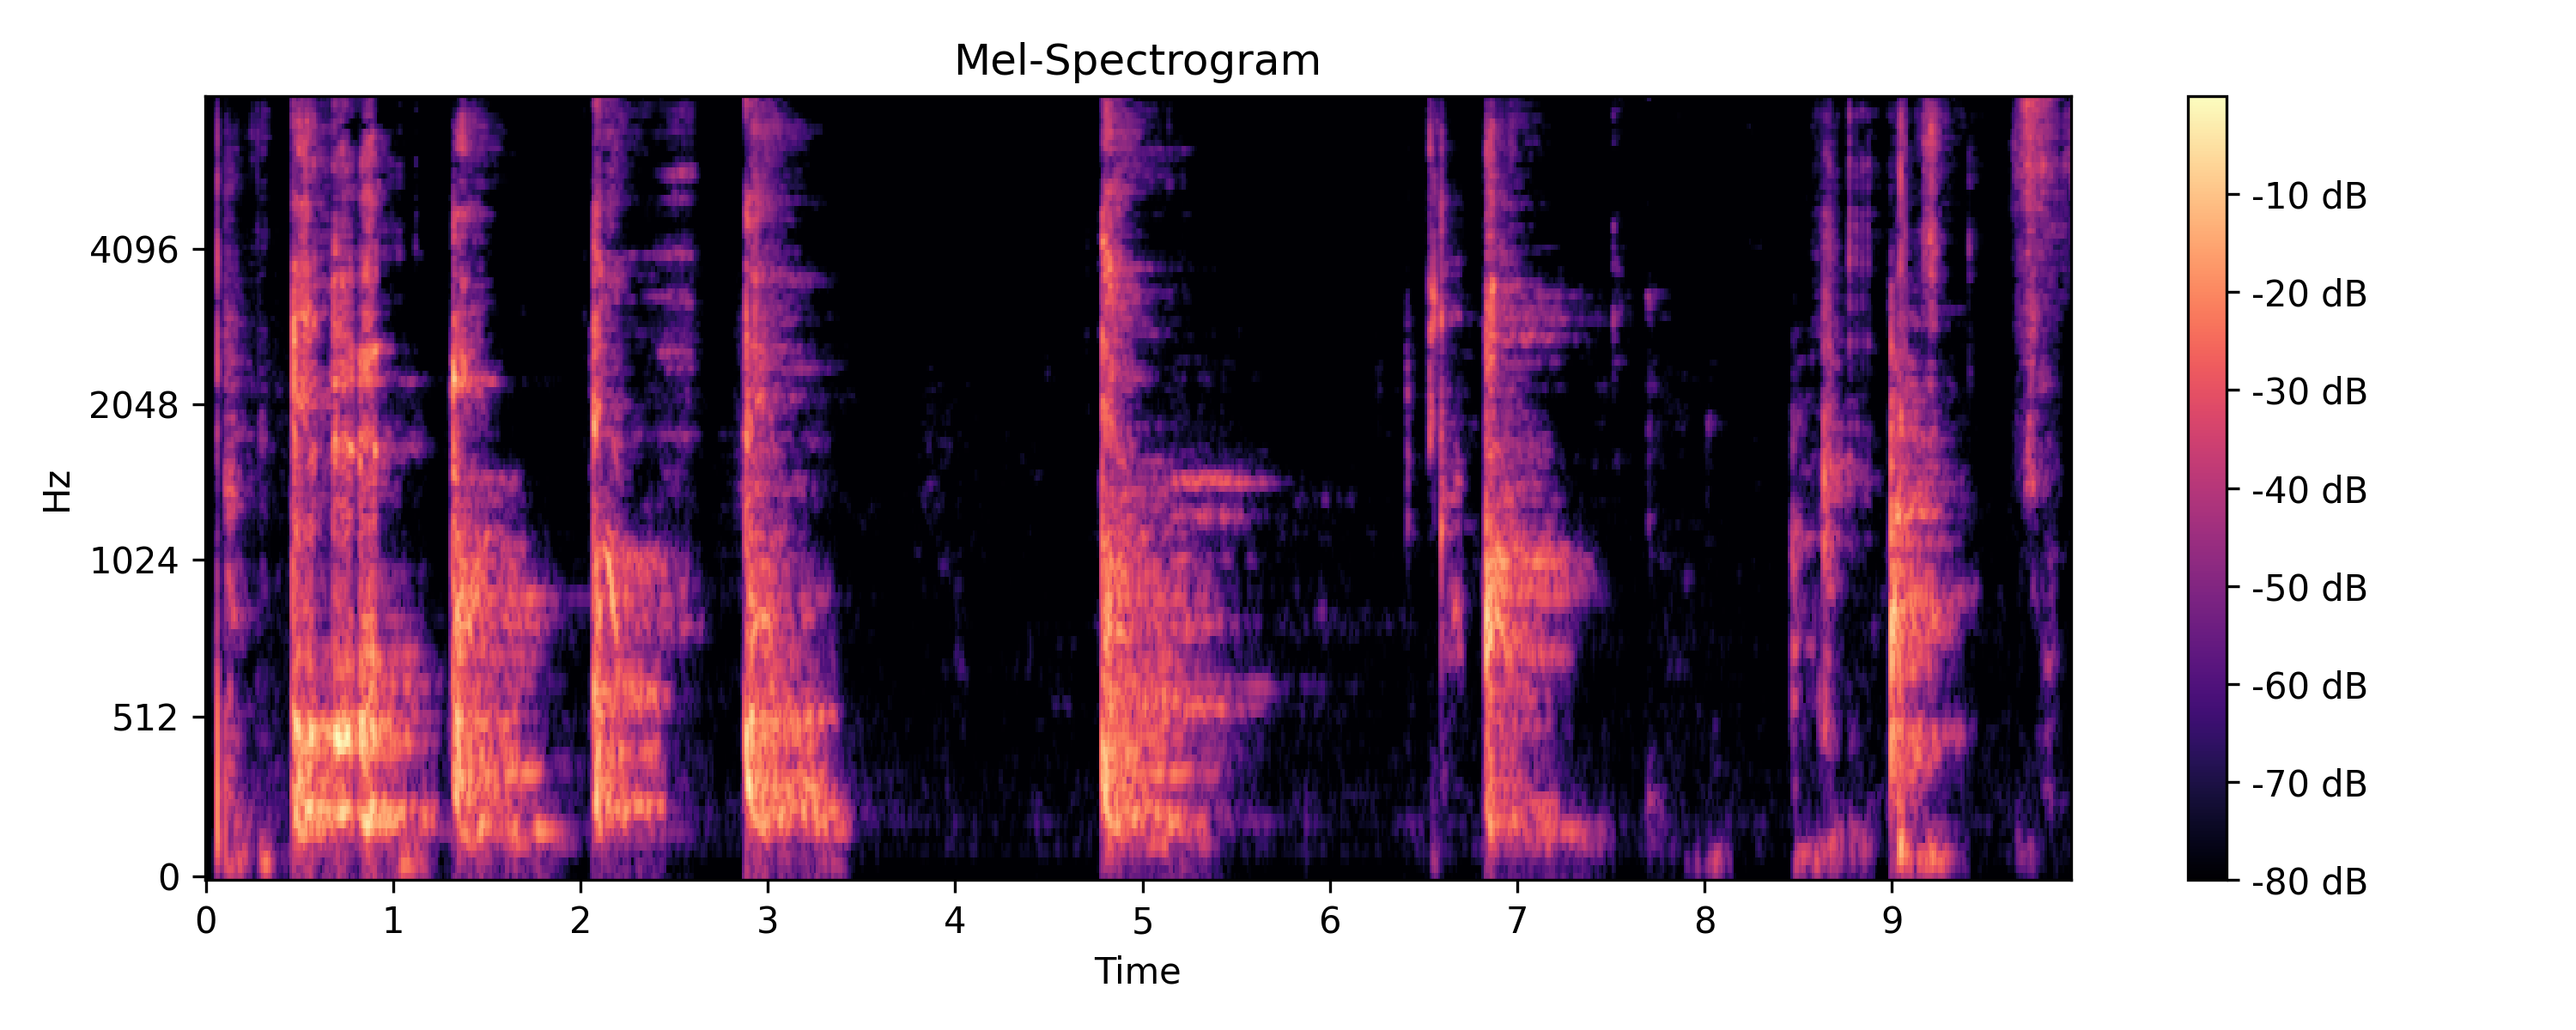 Mel-Spectrogram
Hz
4096
2048
1024
512
0
0 1 2 3 4 5 6 7 8 9
Time
-10 dB
-20 dB
-30 dB
-40 dB
-50 dB
-60 dB
-70 dB
-80 dB